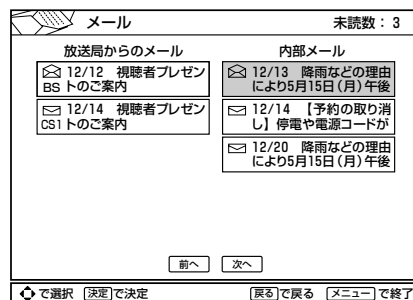 メール
未読数：3
放送局からのメール
12/12 視聴者プレゼン
BS トのご案内
12/14 視聴者プレゼン
CS1 トのご案内
内部メール
12/13 降雨などの理由
により5月15日(月)午後
12/14 【予約の取り消
し】停電や電源コードが
12/20 降雨などの理由
により5月15日(月)午後
前へ 次へ
で選択 決定で決定
戻るで戻る メニューで終了